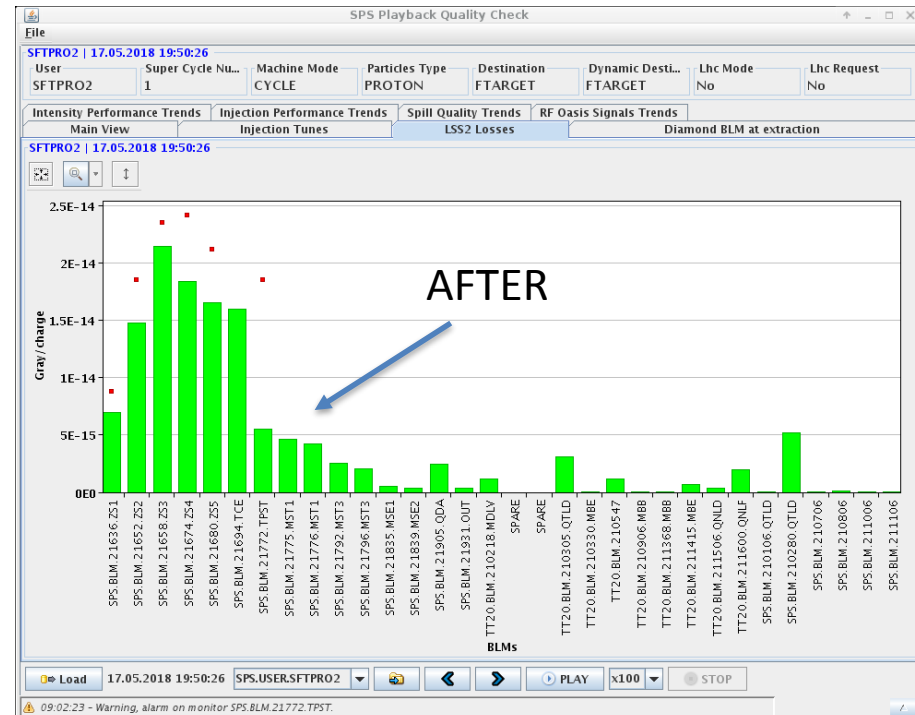 SPS Playback Quality Check
File
SFTPRO2 | 17.05.2018 19:50:26
User Super Cycle Nu... Machine Mode Particles Type Destination Dynamic Desti... Lhc Mode Lhc Request
SFTPRO2 1 CYCLE PROTON FTARGET FTARGET No No
Intensity Performance Trends Injection Performance Trends Spill Quality Trends RF Oasis Signals Trends
Main View Injection Tunes LSS2 Losses Diamond BLM at extraction
SFTPRO2 | 17.05.2018 19:50:26
2.5E-14
2E-14
1.5E-14
1E-14
5E-15
0E0
Gray/charge
AFTER
SPS.BLM.21636.ZS1
SPS.BLM.21652.ZS2
SPS.BLM.21658.ZS3
SPS.BLM.21674.ZS4
SPS.BLM.21680.ZS5
SPS.BLM.21694.TCE
SPS.BLM.21772.TPST
SPS.BLM.21775.MST1
SPS.BLM.21776.MST1
SPS.BLM.21792.MST3
SPS.BLM.21796.MST3
SPS.BLM.21835.MSE1
SPS.BLM.21839.MSE2
SPS.BLM.21905.QDA
SPS.BLM.21931.OUT
TT20.BLM.210218.MDLV
SPARE
SPARE
TT20.BLM.210305.QTLD
TT20.BLM.210330.MBE
TT20.BLM.210547
TT20.BLM.210906.MBB
TT20.BLM.211368.MBB
TT20.BLM.211415.MBE
TT20.BLM.211506.QNLD
TT20.BLM.211600.QNLF
SPS.BLM.210106.QTLD
SPS.BLM.210280.QTLD
SPS.BLM.210706
SPS.BLM.210806
SPS.BLM.211006
SPS.BLM.211106
BLMs
Load 17.05.2018 19:50:26 SPS.USER.SFTPRO2 PLAY x100 STOP
09:02:23 - Warning, alarm on monitor SPS.BLM.21772.TPST.